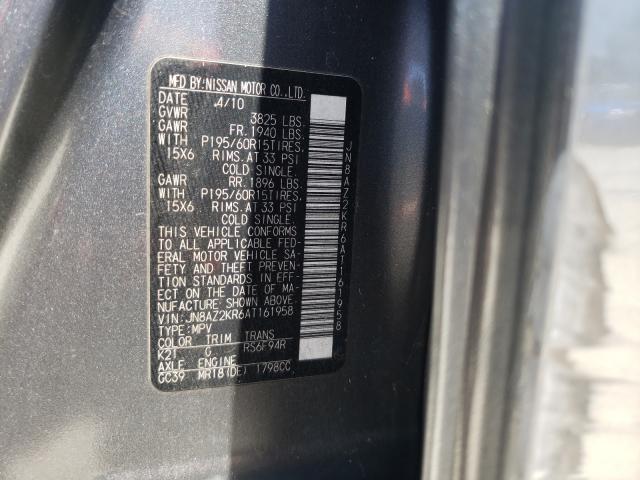 MFD BY:NISSAN MOTOR CO.,LTD.
DATE 4/10
GVWR 3825 LBS.
GAWR FR.1940 LBS.
WITH P195/60R15TIRES.
15X6 RIMS.AT 33 PSI
COLD SINGLE.
GAWR RR.1896 LBS.
WITH P195/60R15TIRES.
15X6 RIMS.AT 33 PSI
COLD SINGLE.
THIS VEHICLE CONFORMS
TO ALL APPLICABLE FED-
ERAL MOTOR VEHICLE SA-
FETY AND THEFT PREVEN-
TION STANDARDS IN EFF-
ECT ON THE DATE OF MA-
NUFACTURE SHOWN ABOVE.
VIN:JN8AZ2KR6AT161958
TYPE:MPV
COLOR TRIM TRANS
K21 G RS6F94R
AXLE ENGINE
GC39 MR18(DE) 1798CC
JN8AZ2KR6AT161958